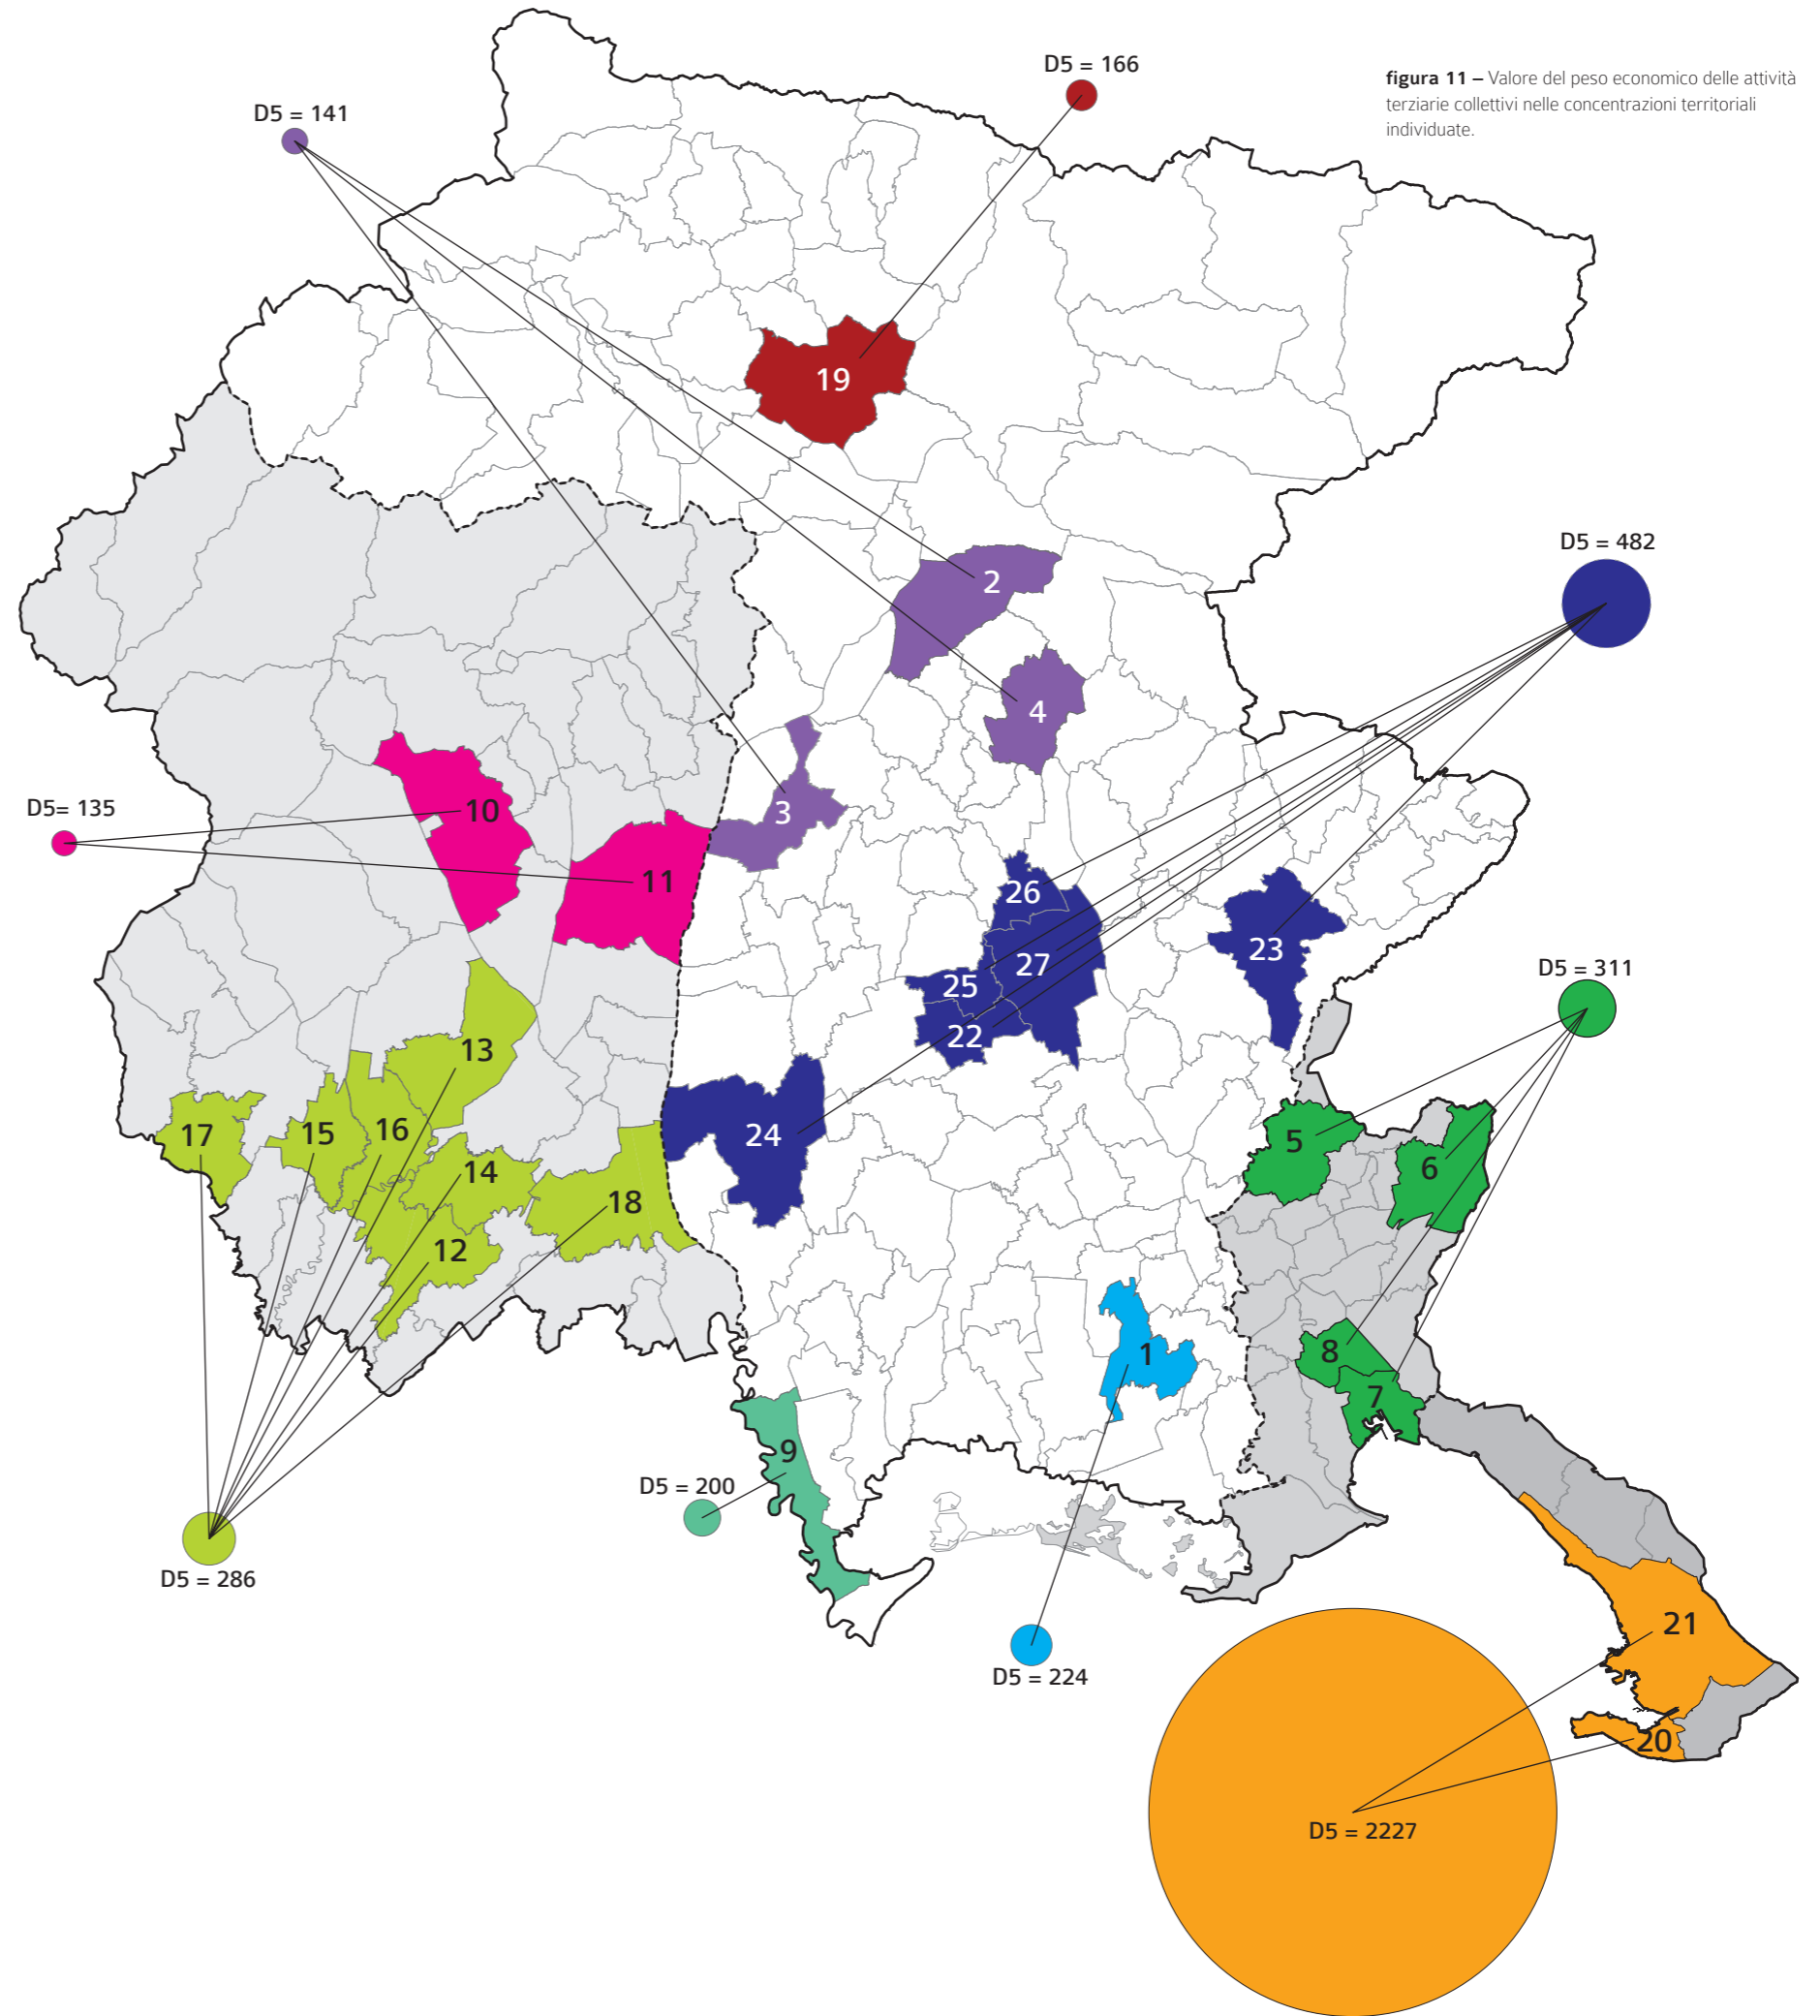 D5 = 166
figura 11 – Valore del peso economico delle attività
terziarie collettivi nelle concentrazioni territoriali
individuate.
D5 = 141
19
D5 = 482
2
4
D5= 135
10
3
11
26
23
27
25
D5 = 311
22
13
17
15
16
24
5
14
6
18
12
8
1
7
9
D5 = 200
D5 = 286
21
D5 = 224
20
D5 = 2227